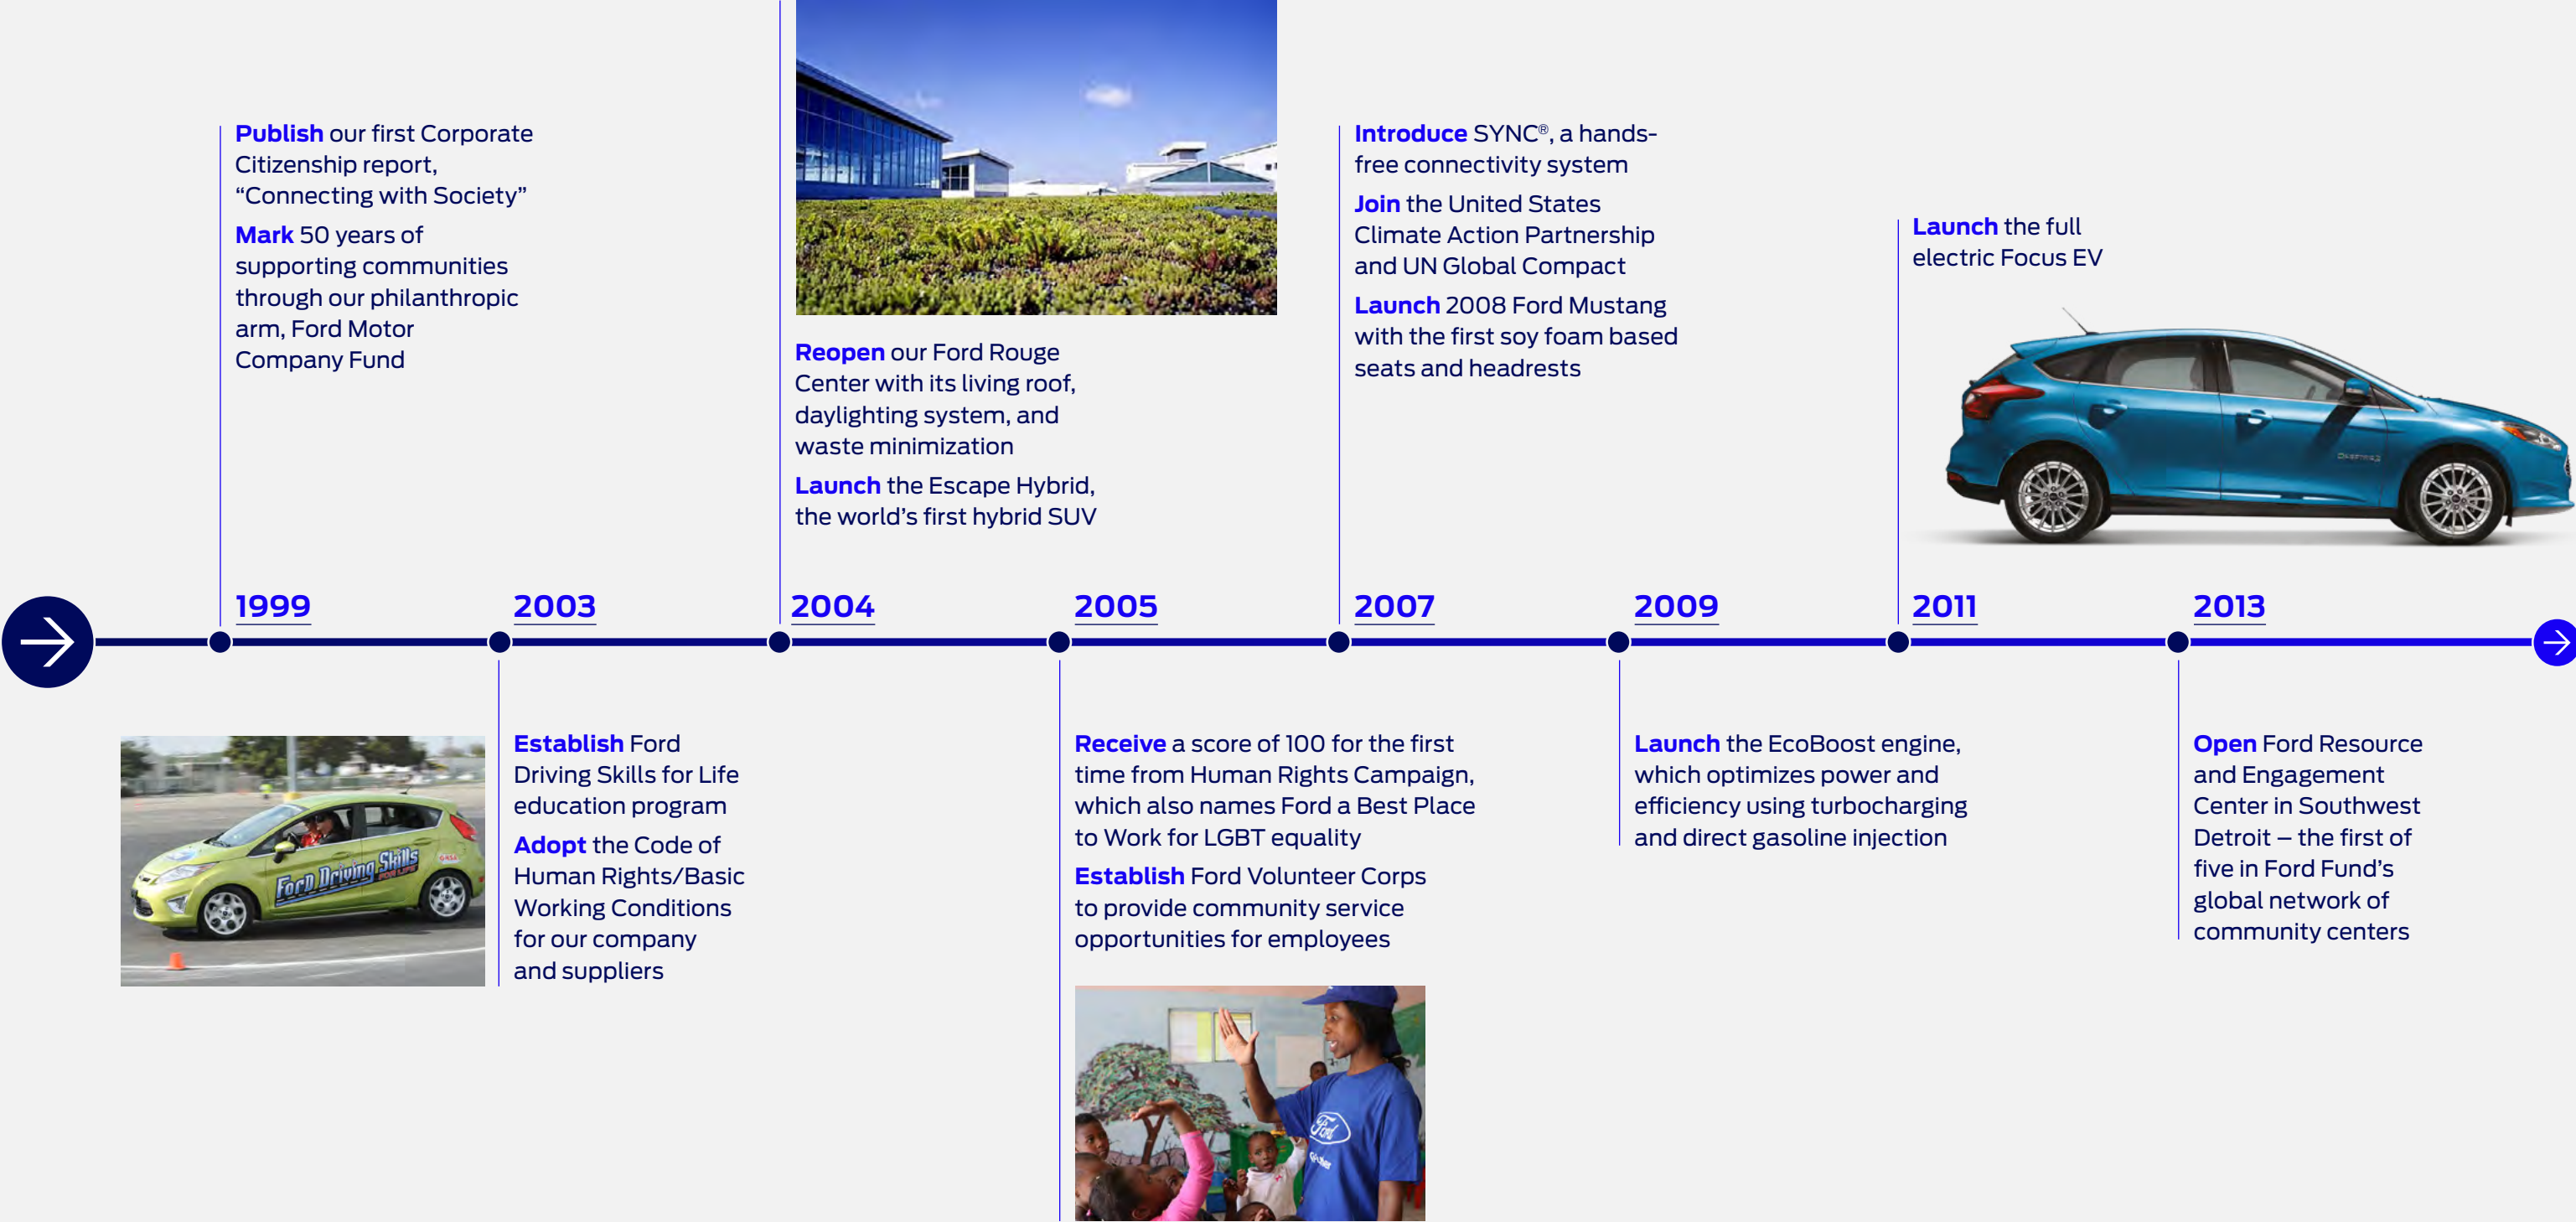 Publish our first Corporate
Citizenship report,
“Connecting with Society”
Mark 50 years of
supporting communities
through our philanthropic
arm, Ford Motor
Company Fund
1999
Establish Ford
Driving Skills for Life
education program
Adopt the Code of
Human Rights/Basic
Working Conditions
for our company
and suppliers
2003
Ford Driving Skills
FOR LIFE
Reopen our Ford Rouge
Center with its living roof,
daylighting system, and
waste minimization
Launch the Escape Hybrid,
the world’s first hybrid SUV
2004
2005
Receive a score of 100 for the first
time from Human Rights Campaign,
which also names Ford a Best Place
to Work for LGBT equality
Establish Ford Volunteer Corps
to provide community service
opportunities for employees
Ford
Introduce SYNC®, a hands-
free connectivity system
Join the United States
Climate Action Partnership
and UN Global Compact
Launch 2008 Ford Mustang
with the first soy foam based
seats and headrests
2007
2009
Launch the EcoBoost engine,
which optimizes power and
efficiency using turbocharging
and direct gasoline injection
Launch the full
electric Focus EV
2011
2013
Open Ford Resource
and Engagement
Center in Southwest
Detroit – the first of
five in Ford Fund’s
global network of
community centers